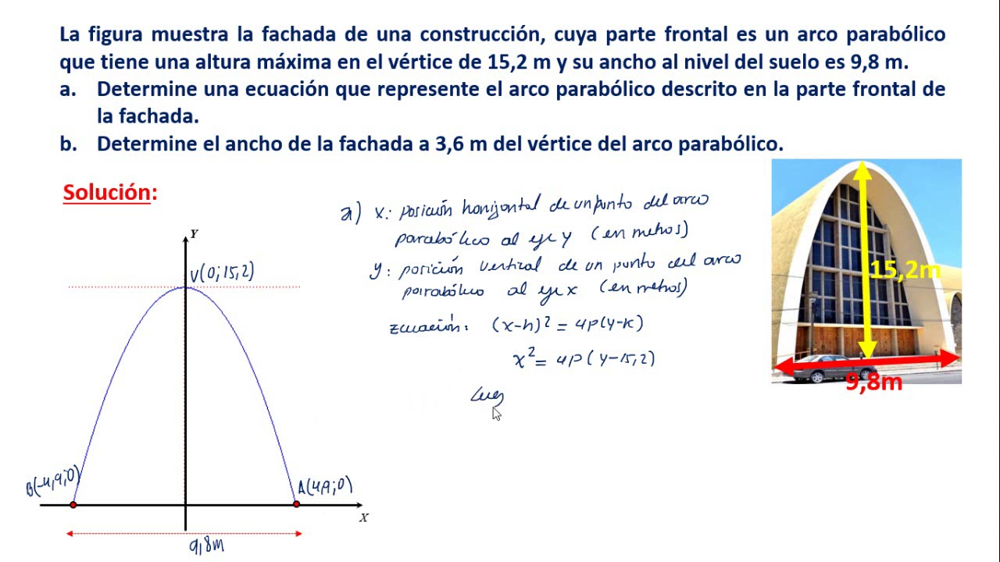 La figura muestra la fachada de una construcción, cuya parte frontal es un arco parabólico
que tiene una altura máxima en el vértice de 15,2 m y su ancho al nivel del suelo es 9,8 m.
a. Determine una ecuación que represente el arco parabólico descrito en la parte frontal de
la fachada.
b. Determine el ancho de la fachada a 3,6 m del vértice del arco parabólico.
Solución:
a) x: posición horizontal de un punto del arco
parabólico al eje y (en metros)
y: posición vertical de un punto del arco
parabólico al eje x (en metros)
Ecuación: (x-h)² = 4p(y-k)
x² = 4p(y-15,2)
Lueg
Y
V(0;15,2)
B(-4,9;0)
A(4,9;0)
X
9,8m
15,2m
9,8m